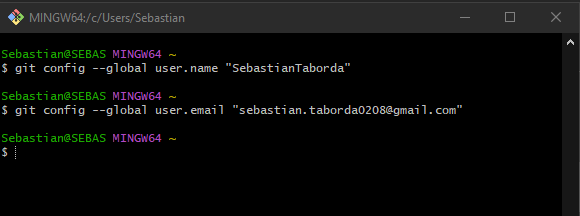 MINGW64:/c/Users/Sebastian
Sebastian@SEBAS MINGW64 ~
$ git config --global user.name "SebastianTaborda"
Sebastian@SEBAS MINGW64 ~
$ git config --global user.email "sebastian.taborda0208@gmail.com"
Sebastian@SEBAS MINGW64 ~
$